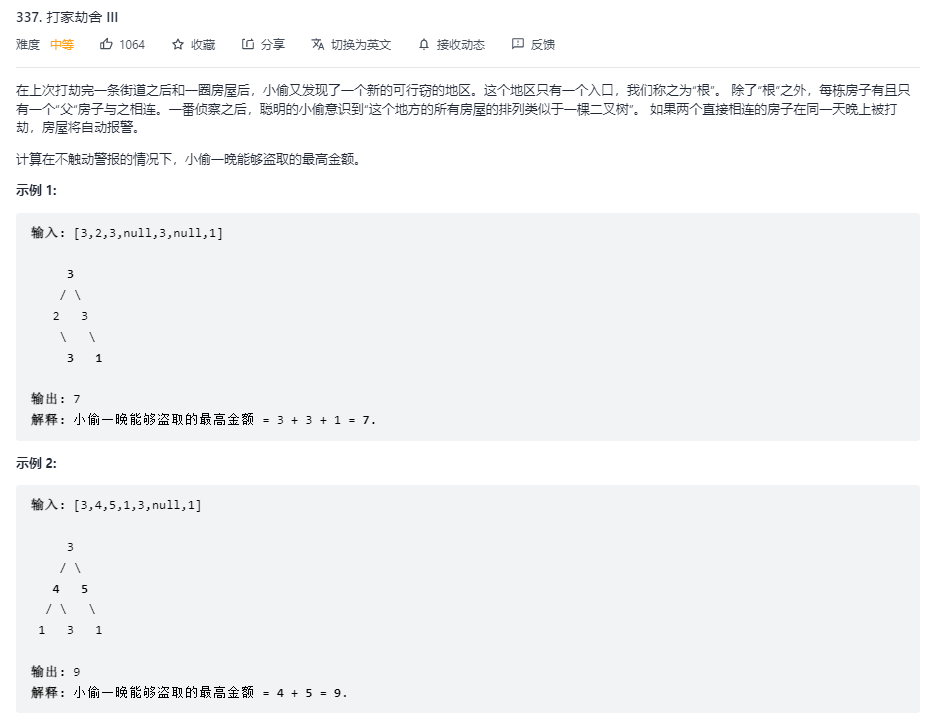 337. 打家劫舍 III
难度 中等 1064 收藏 分享 切换为英文 接收动态 反馈
在上次打劫完一条街道之后和一圈房屋后，小偷又发现了一个新的可行窃的地区。这个地区只有一个入口，我们称之为“根”。 除了“根”之外，每栋房子有且只
有一个“父”房子与之相连。一番侦察之后，聪明的小偷意识到“这个地方的所有房屋的排列类似于一棵二叉树”。 如果两个直接相连的房子在同一天晚上被打
劫，房屋将自动报警。
计算在不触动警报的情况下，小偷一晚能够盗取的最高金额。
示例 1:
输入: [3,2,3,null,3,null,1]
3
/ \
2 3
\ \
3 1
输出: 7
解释: 小偷一晚能够盗取的最高金额 = 3 + 3 + 1 = 7.
示例 2:
输入: [3,4,5,1,3,null,1]
3
/ \
4 5
/ \ \
1 3 1
输出: 9
解释: 小偷一晚能够盗取的最高金额 = 4 + 5 = 9.